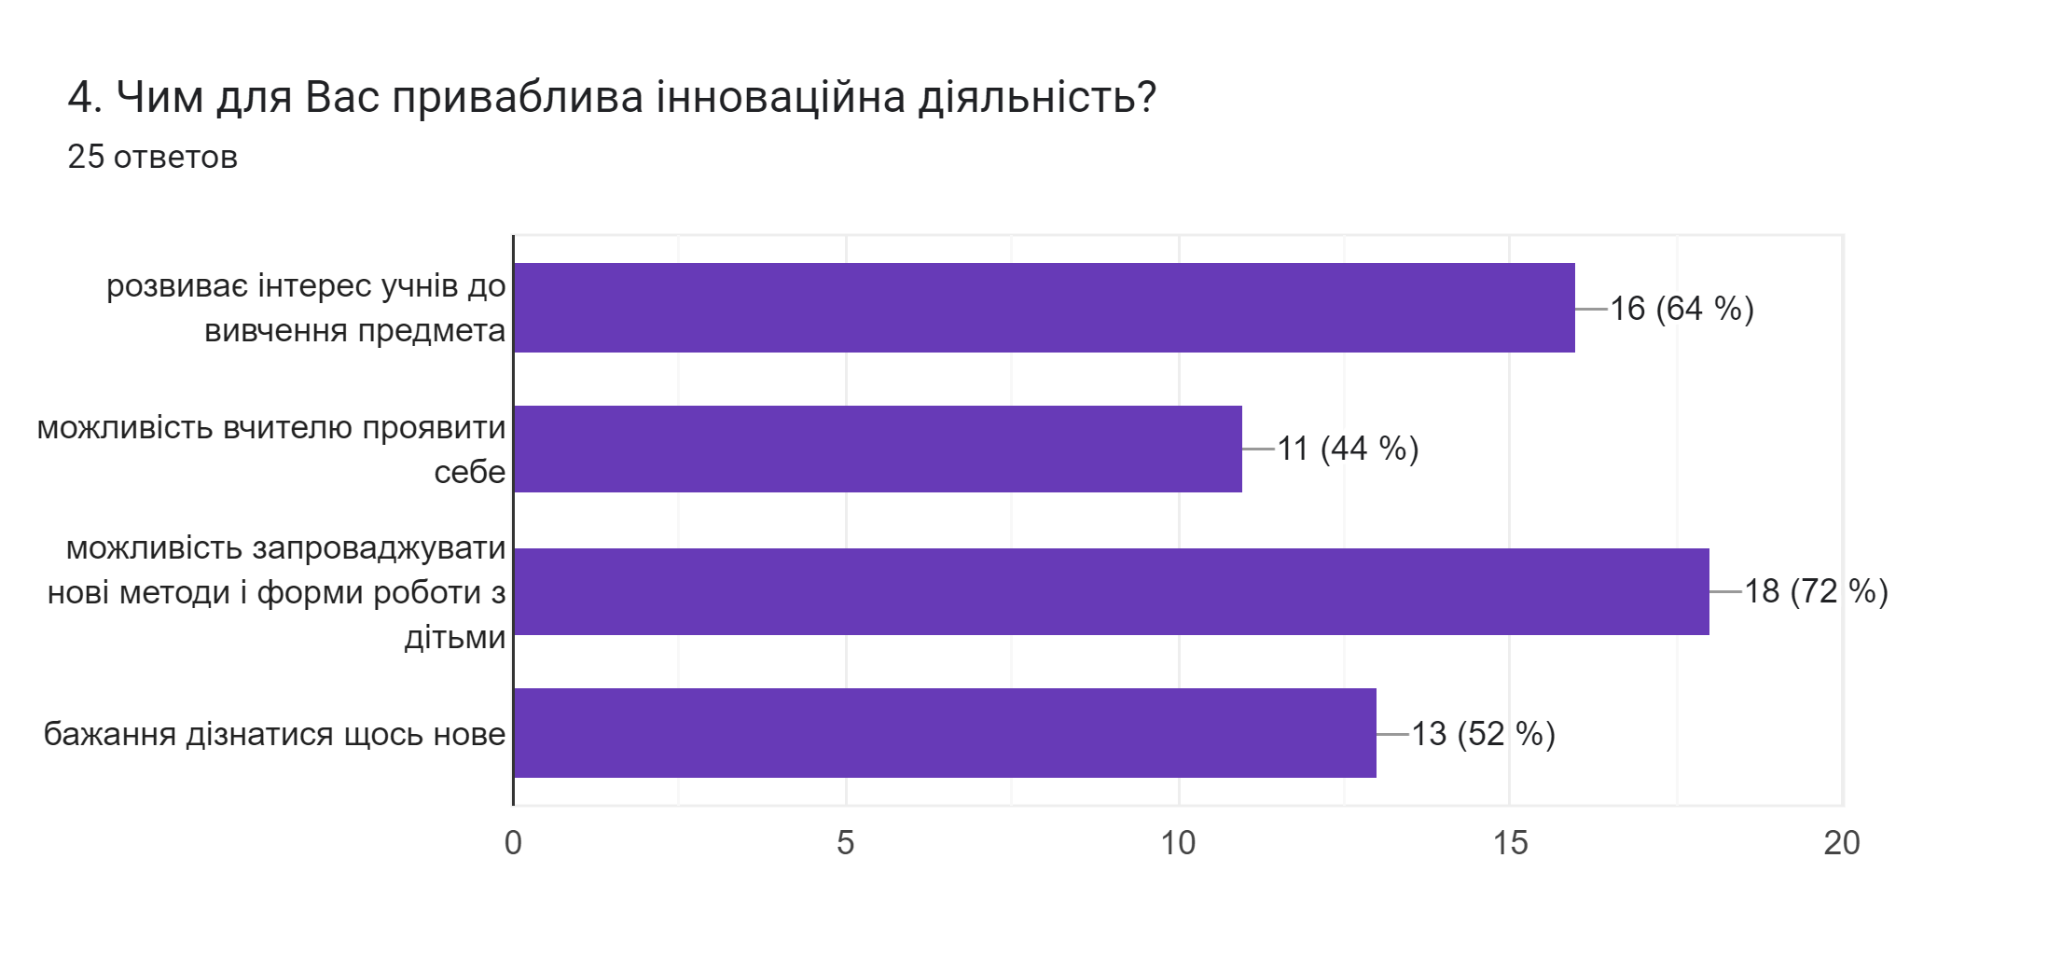 4. Чим для Вас приваблива інноваційна діяльність?
25 ответов
розвиває інтерес учнів до
вивчення предмета
16 (64 %)
можливість вчителю проявити
себе
11 (44 %)
можливість запроваджувати
нові методи і форми роботи з
дітьми
18 (72 %)
бажання дізнатися щось нове
13 (52 %)
0 5 10 15 20